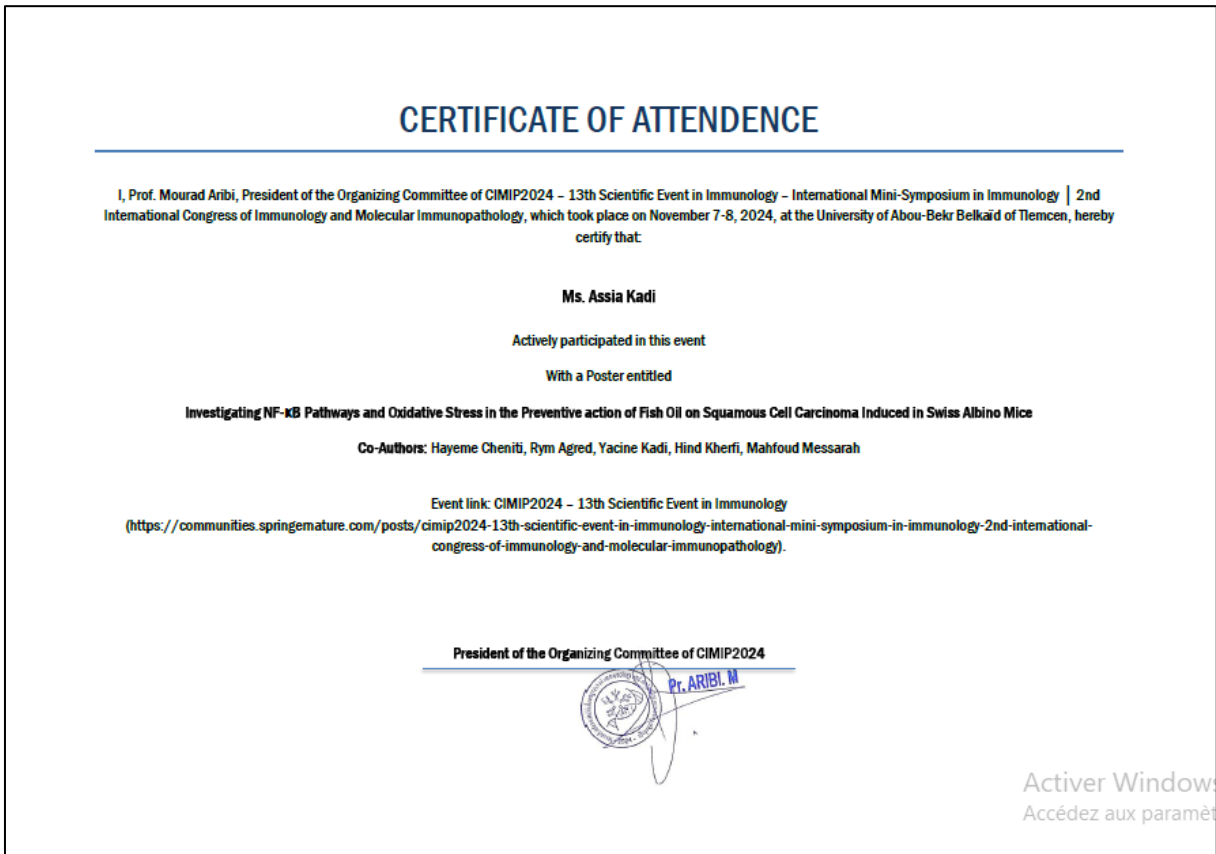 CERTIFICATE OF ATTENDENCE
I, Prof. Mourad Aribi, President of the Organizing Committee of CIMIP2024 – 13th Scientific Event in Immunology – International Mini-Symposium in Immunology | 2nd
International Congress of Immunology and Molecular Immunopathology, which took place on November 7-8, 2024, at the University of Abou-Bekr Belkaïd of Tlemcen, hereby
certify that:
Ms. Assia Kadi
Actively participated in this event
With a Poster entitled
Investigating NF-κB Pathways and Oxidative Stress in the Preventive action of Fish Oil on Squamous Cell Carcinoma Induced in Swiss Albino Mice
Co-Authors: Hayeme Cheniti, Rym Agred, Yacine Kadi, Hind Kherfi, Mahfoud Messarah
Event link: CIMIP2024 – 13th Scientific Event in Immunology
(https://communities.springernature.com/posts/cimip2024-13th-scientific-event-in-immunology-international-mini-symposium-in-immunology-2nd-international-
congress-of-immunology-and-molecular-immunopathology).
President of the Organizing Committee of CIMIP2024
Pr. ARIBI. M
2024
Activer Windows
Accédez aux paramèt